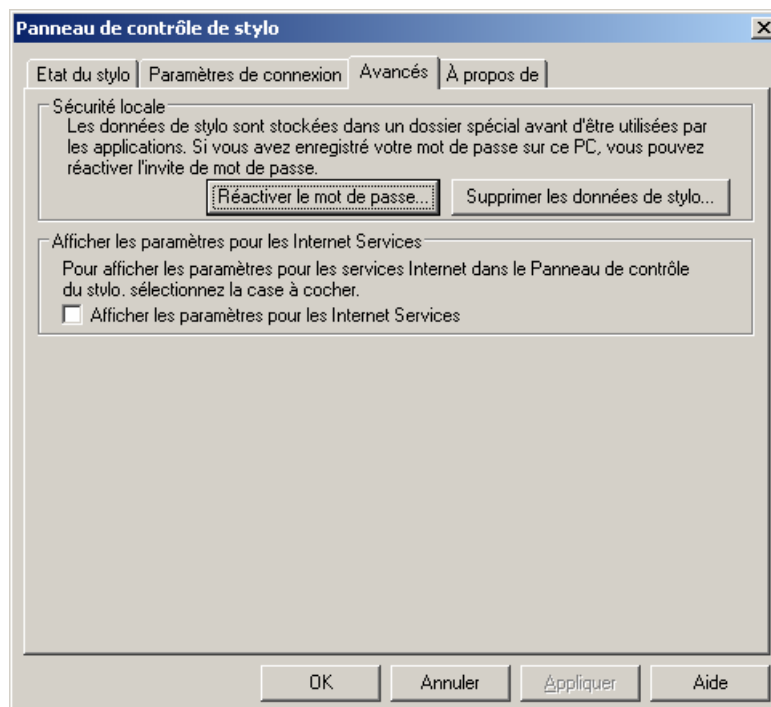 Panneau de contrôle de stylo
Etat du stylo Paramètres de connexion Avancés À propos de
Sécurité locale
Les données de stylo sont stockées dans un dossier spécial avant d'être utilisées par
les applications. Si vous avez enregistré votre mot de passe sur ce PC, vous pouvez
réactiver l'invite de mot de passe.
Réactiver le mot de passe... Supprimer les données de stylo...
Afficher les paramètres pour les Internet Services
Pour afficher les paramètres pour les services Internet dans le Panneau de contrôle
du stylo. sélectionnez la case à cocher.
Afficher les paramètres pour les Internet Services
OK Annuler Appliquer Aide